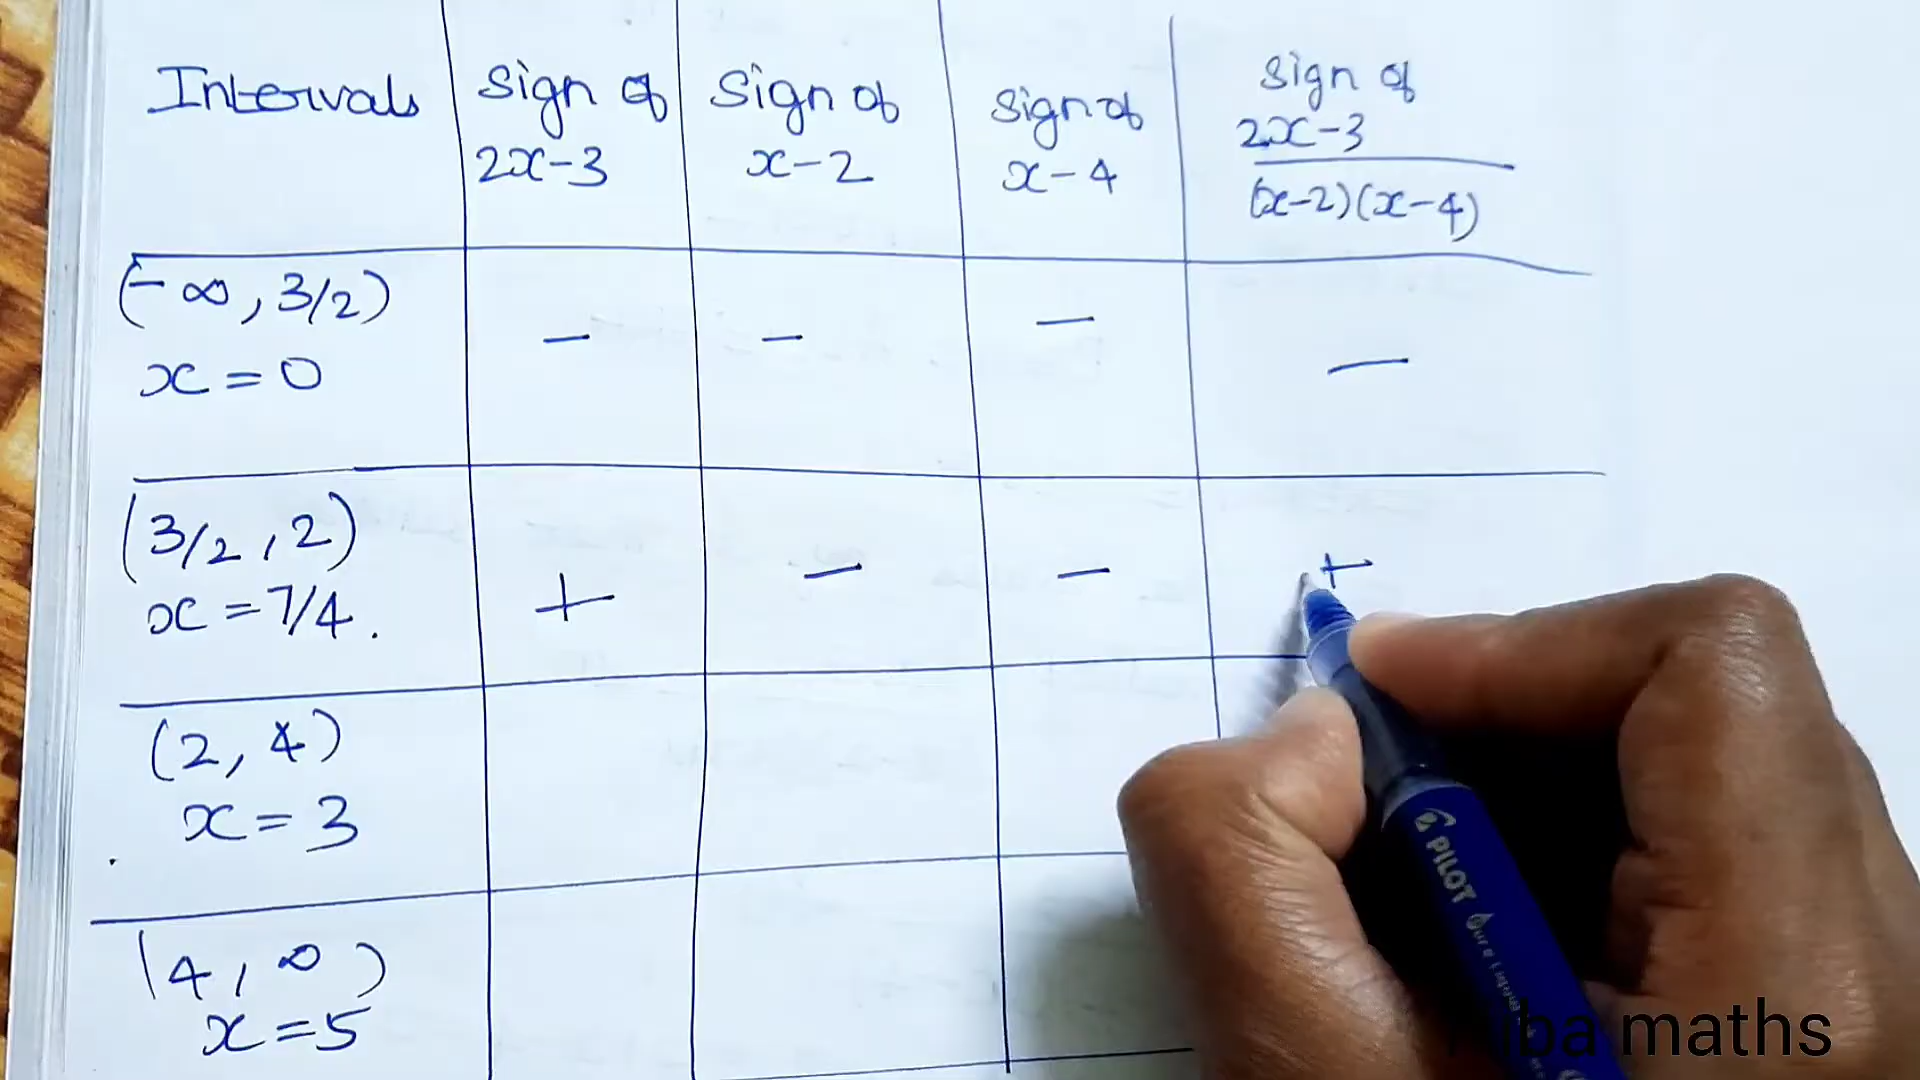 Intervals
Sign of
2x-3
Sign of
x-2
Sign of
x-4
Sign of
2x-3
(x-2)(x-4)
(-∞, 3/2)
x=0
-
-
-
-
(3/2, 2)
x=7/4.
+
-
-
+
(2, 4)
x=3
(4, ∞)
x=5
PILOT
maths